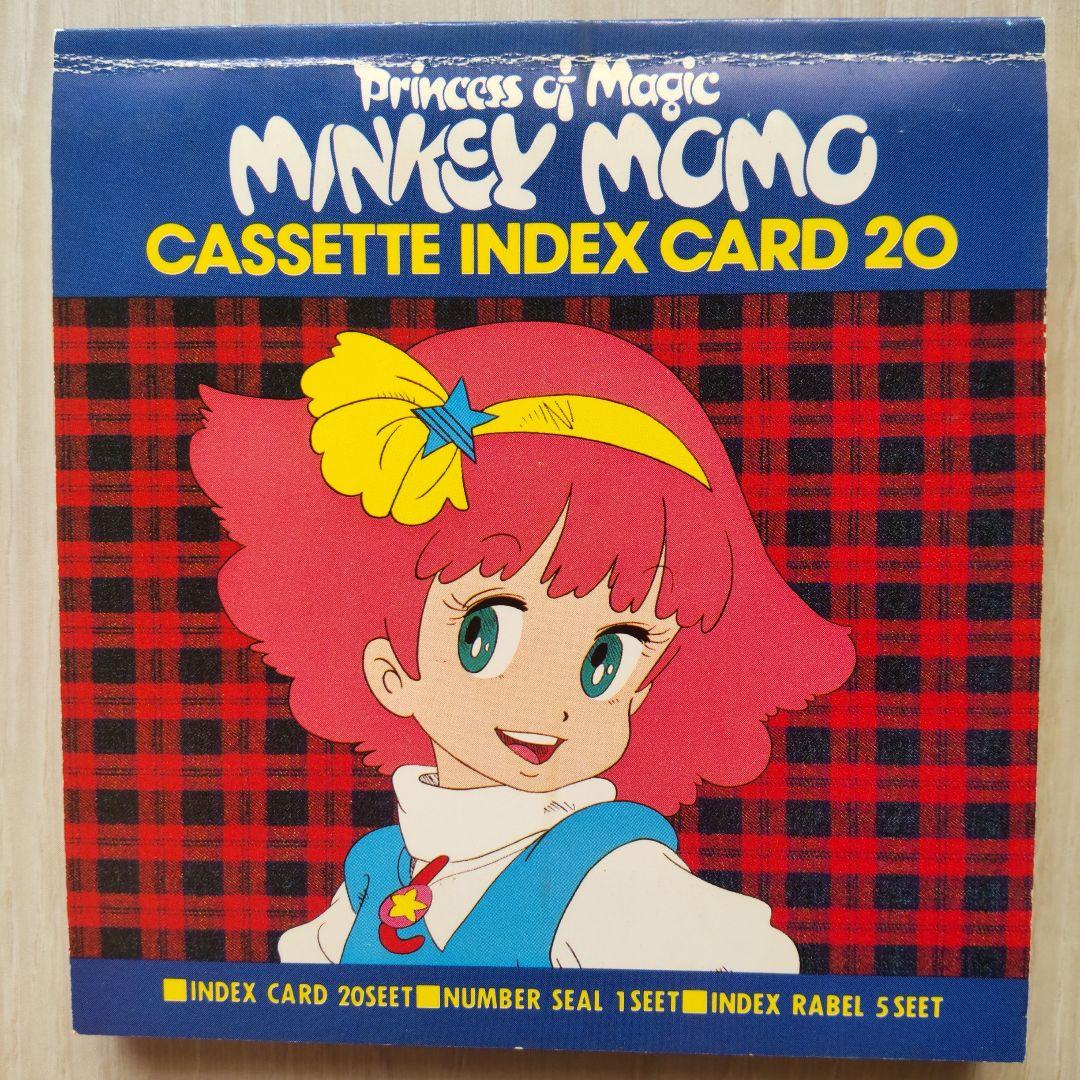 Princess of Magic
MINKEY MOMO
CASSETTE INDEX CARD 20
■INDEX CARD 20SEET■NUMBER SEAL 1SEET■INDEX RABEL 5SEET